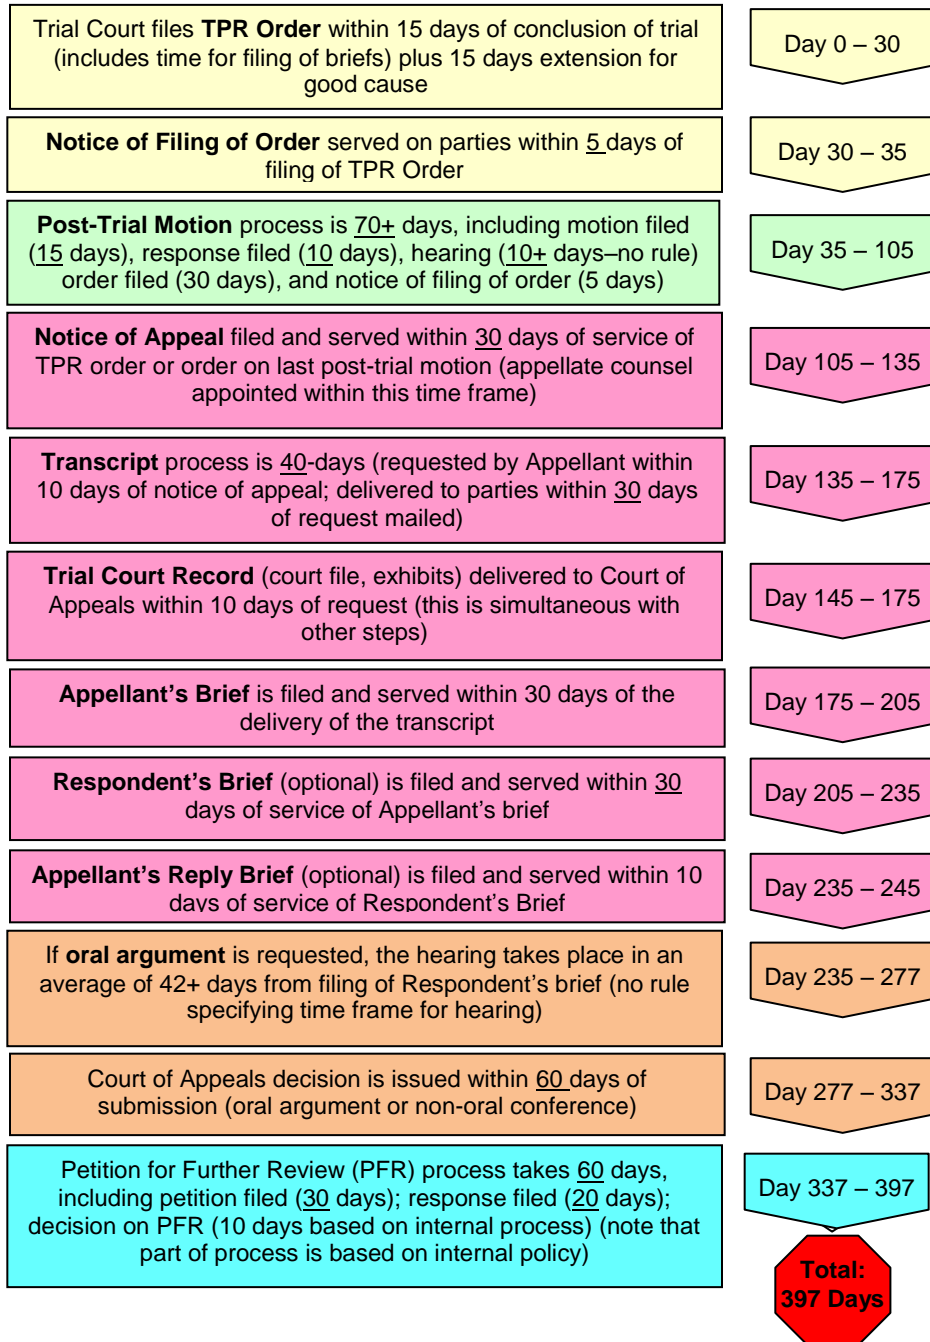 Trial Court files TPR Order within 15 days of conclusion of trial
(includes time for filing of briefs) plus 15 days extension for
good cause
Day 0 – 30
Notice of Filing of Order served on parties within 5 days of
filing of TPR Order
Day 30 – 35
Post-Trial Motion process is 70+ days, including motion filed
(15 days), response filed (10 days), hearing (10+ days–no rule)
order filed (30 days), and notice of filing of order (5 days)
Day 35 – 105
Notice of Appeal filed and served within 30 days of service of
TPR order or order on last post-trial motion (appellate counsel
appointed within this time frame)
Day 105 – 135
Transcript process is 40-days (requested by Appellant within
10 days of notice of appeal; delivered to parties within 30 days
of request mailed)
Day 135 – 175
Trial Court Record (court file, exhibits) delivered to Court of
Appeals within 10 days of request (this is simultaneous with
other steps)
Day 145 – 175
Appellant’s Brief is filed and served within 30 days of the
delivery of the transcript
Day 175 – 205
Respondent’s Brief (optional) is filed and served within 30
days of service of Appellant’s brief
Day 205 – 235
Appellant’s Reply Brief (optional) is filed and served within 10
days of service of Respondent’s Brief
Day 235 – 245
If oral argument is requested, the hearing takes place in an
average of 42+ days from filing of Respondent’s brief (no rule
specifying time frame for hearing)
Day 235 – 277
Court of Appeals decision is issued within 60 days of
submission (oral argument or non-oral conference)
Day 277 – 337
Petition for Further Review (PFR) process takes 60 days,
including petition filed (30 days); response filed (20 days);
decision on PFR (10 days based on internal process) (note that
part of process is based on internal policy)
Day 337 – 397
Total:
397 Days